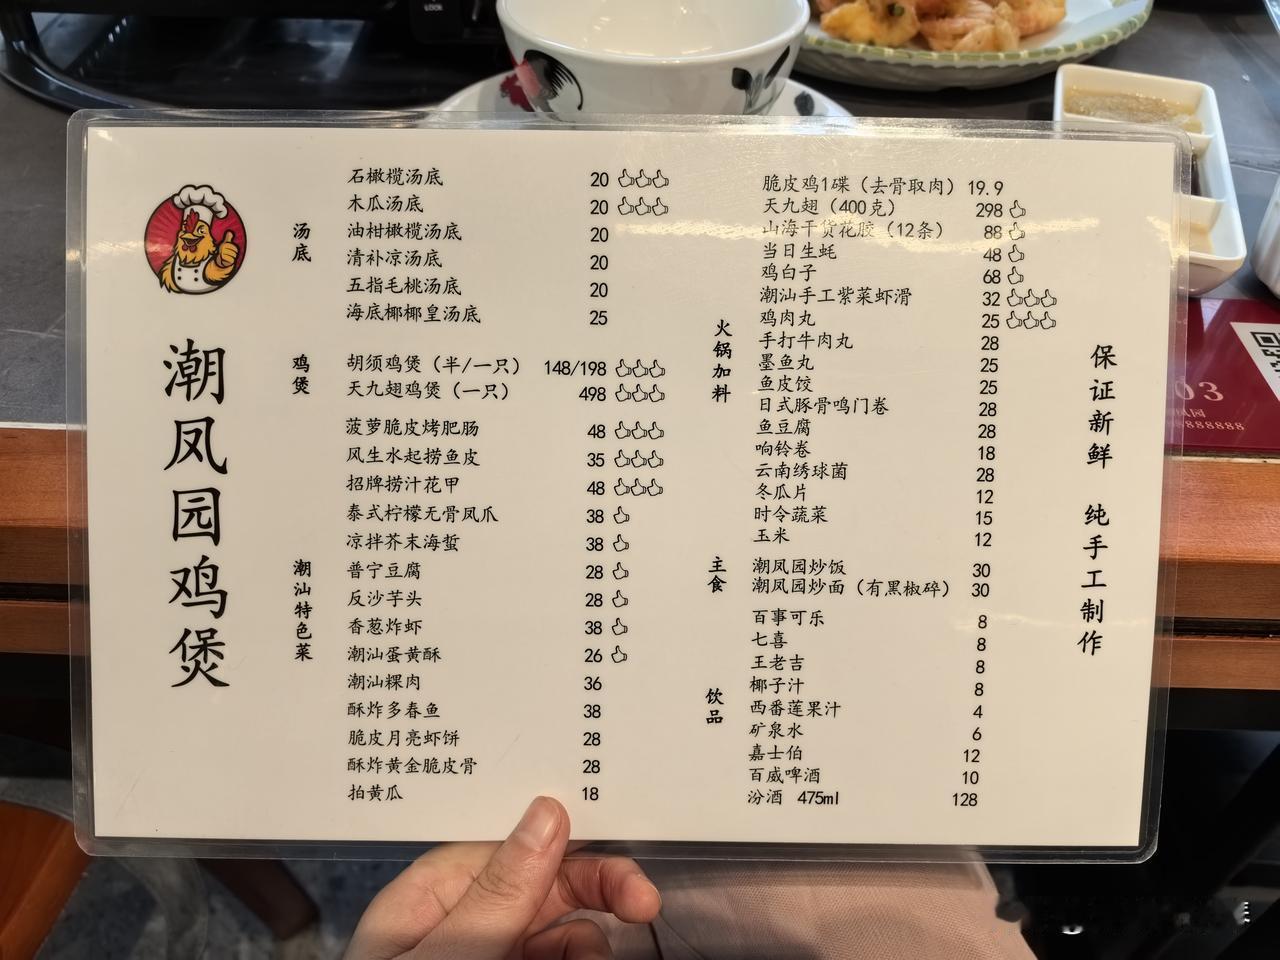 LOCK
潮凤园鸡煲
汤底
石橄榄汤底 20
木瓜汤底 20
油柑橄榄汤底 20
清补凉汤底 20
五指毛桃汤底 20
海底椰椰皇汤底 25
鸡煲
胡须鸡煲（半/一只） 148/198
天九翅鸡煲（一只） 498
潮汕特色菜
菠萝脆皮烤肥肠 48
风生水起捞鱼皮 35
招牌捞汁花甲 48
泰式柠檬无骨凤爪 38
凉拌芥末海蜇 38
普宁豆腐 28
反沙芋头 28
香葱炸虾 38
潮汕蛋黄酥 26
潮汕粿肉 36
酥炸多春鱼 38
脆皮月亮虾饼 28
酥炸黄金脆皮骨 28
拍黄瓜 18
火锅加料
脆皮鸡1碟（去骨取肉） 19.9
天九翅（400克） 298
山海干货花胶（12条） 88
当日生蚝 48
鸡白子 68
潮汕手工紫菜虾滑 32
鸡肉丸 25
手打牛肉丸 28
墨鱼丸 25
鱼皮饺 25
日式豚骨鸣门卷 28
鱼豆腐 28
响铃卷 18
云南绣球菌 28
冬瓜片 12
时令蔬菜 15
玉米 12
主食
潮凤园炒饭 30
潮凤园炒面（有黑椒碎） 30
饮品
百事可乐 8
七喜 8
王老吉 8
椰子汁 8
西番莲果汁 4
矿泉水 6
嘉士伯 12
百威啤酒 10
汾酒 475ml 128
保证新鲜 纯手工制作
03